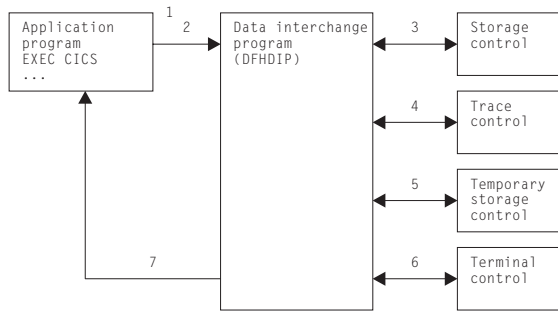 1
Application
program
EXEC CICS
...
2
Data interchange
program
(DFHDIP)
3
Storage
control
4
Trace
control
5
Temporary
storage
control
6
Terminal
control
7